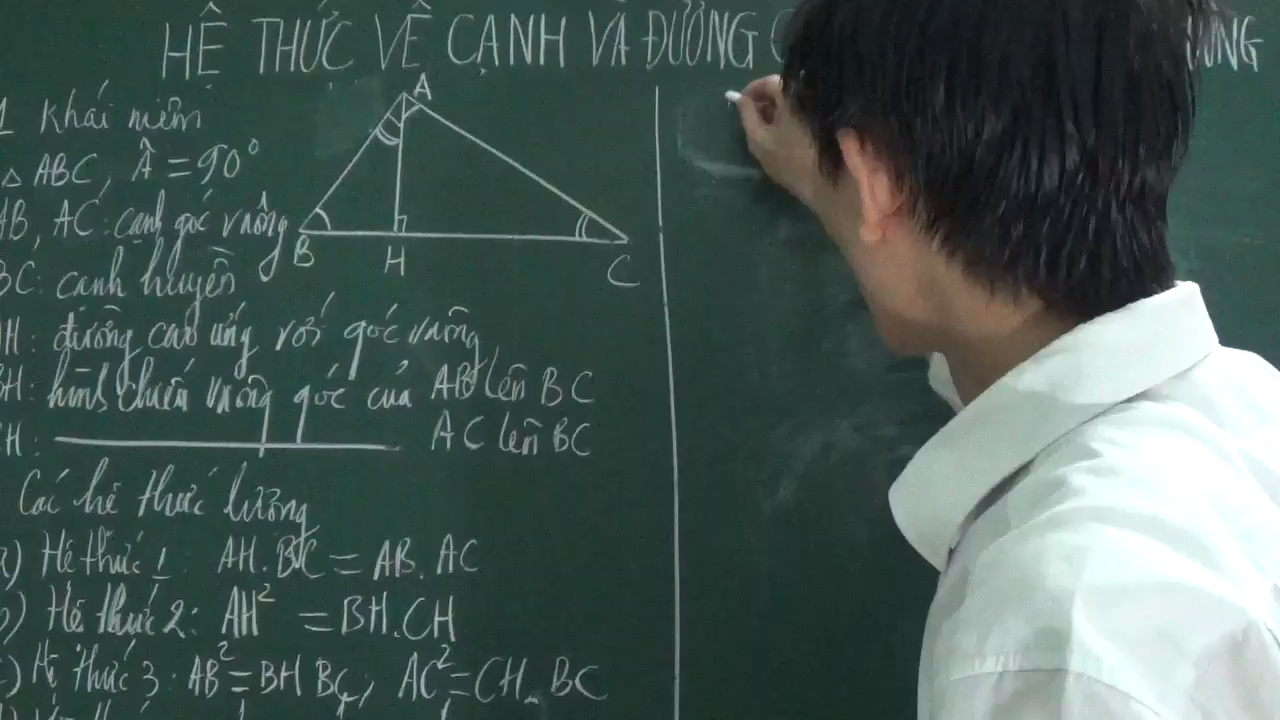 HỆ THỨC VỀ CẠNH VÀ ĐƯỜNG
1 Khái niệm
△ ABC, Â = 90°
AB, AC: cạnh góc vuông
BC: cạnh huyền
AH: đường cao ứng với góc vuông
BH: hình chiếu vuông góc của AB lên BC
CH: AC lên BC
A
B
H
C
Các hệ thức lượng
a) Hệ thức 1: AH.BC = AB.AC
b) Hệ thức 2: AH² = BH.CH
c) Hệ thức 3: AB² = BH BC, AC² = CH. BC